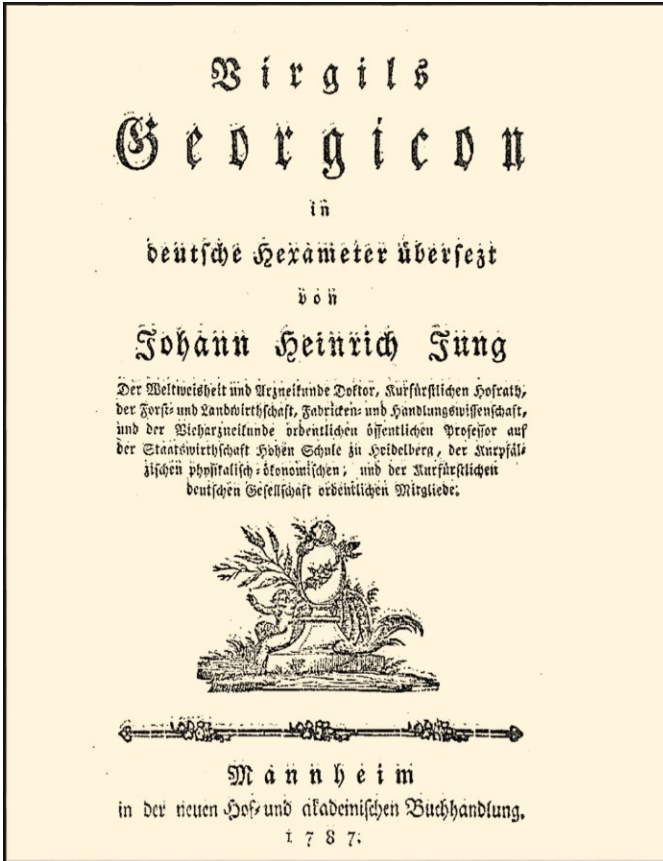 Virgils
Georgicon
in
deutsche Hexameter übersezt
von
Johann Heinrich Jung
Der Weltweisheit und Arzneikunde Doktor, Kurfürstlichen Hofrath,
der Forst- und Landwirthschaft, Fabricken- und Handlungswissenschaft,
und der Vieharzneikunde ordentlichen öffentlichen Professor auf
der Staatswirthschaft Hohen Schule zu Heidelberg, der Kurpfäl-
zischen physikalisch-ökonomischen, und der Kurfürstlichen
deutschen Gesellschaft ordentlichen Mitgliede.
Mannheim
in der neuen Hof- und akademischen Buchhandlung.
1787.